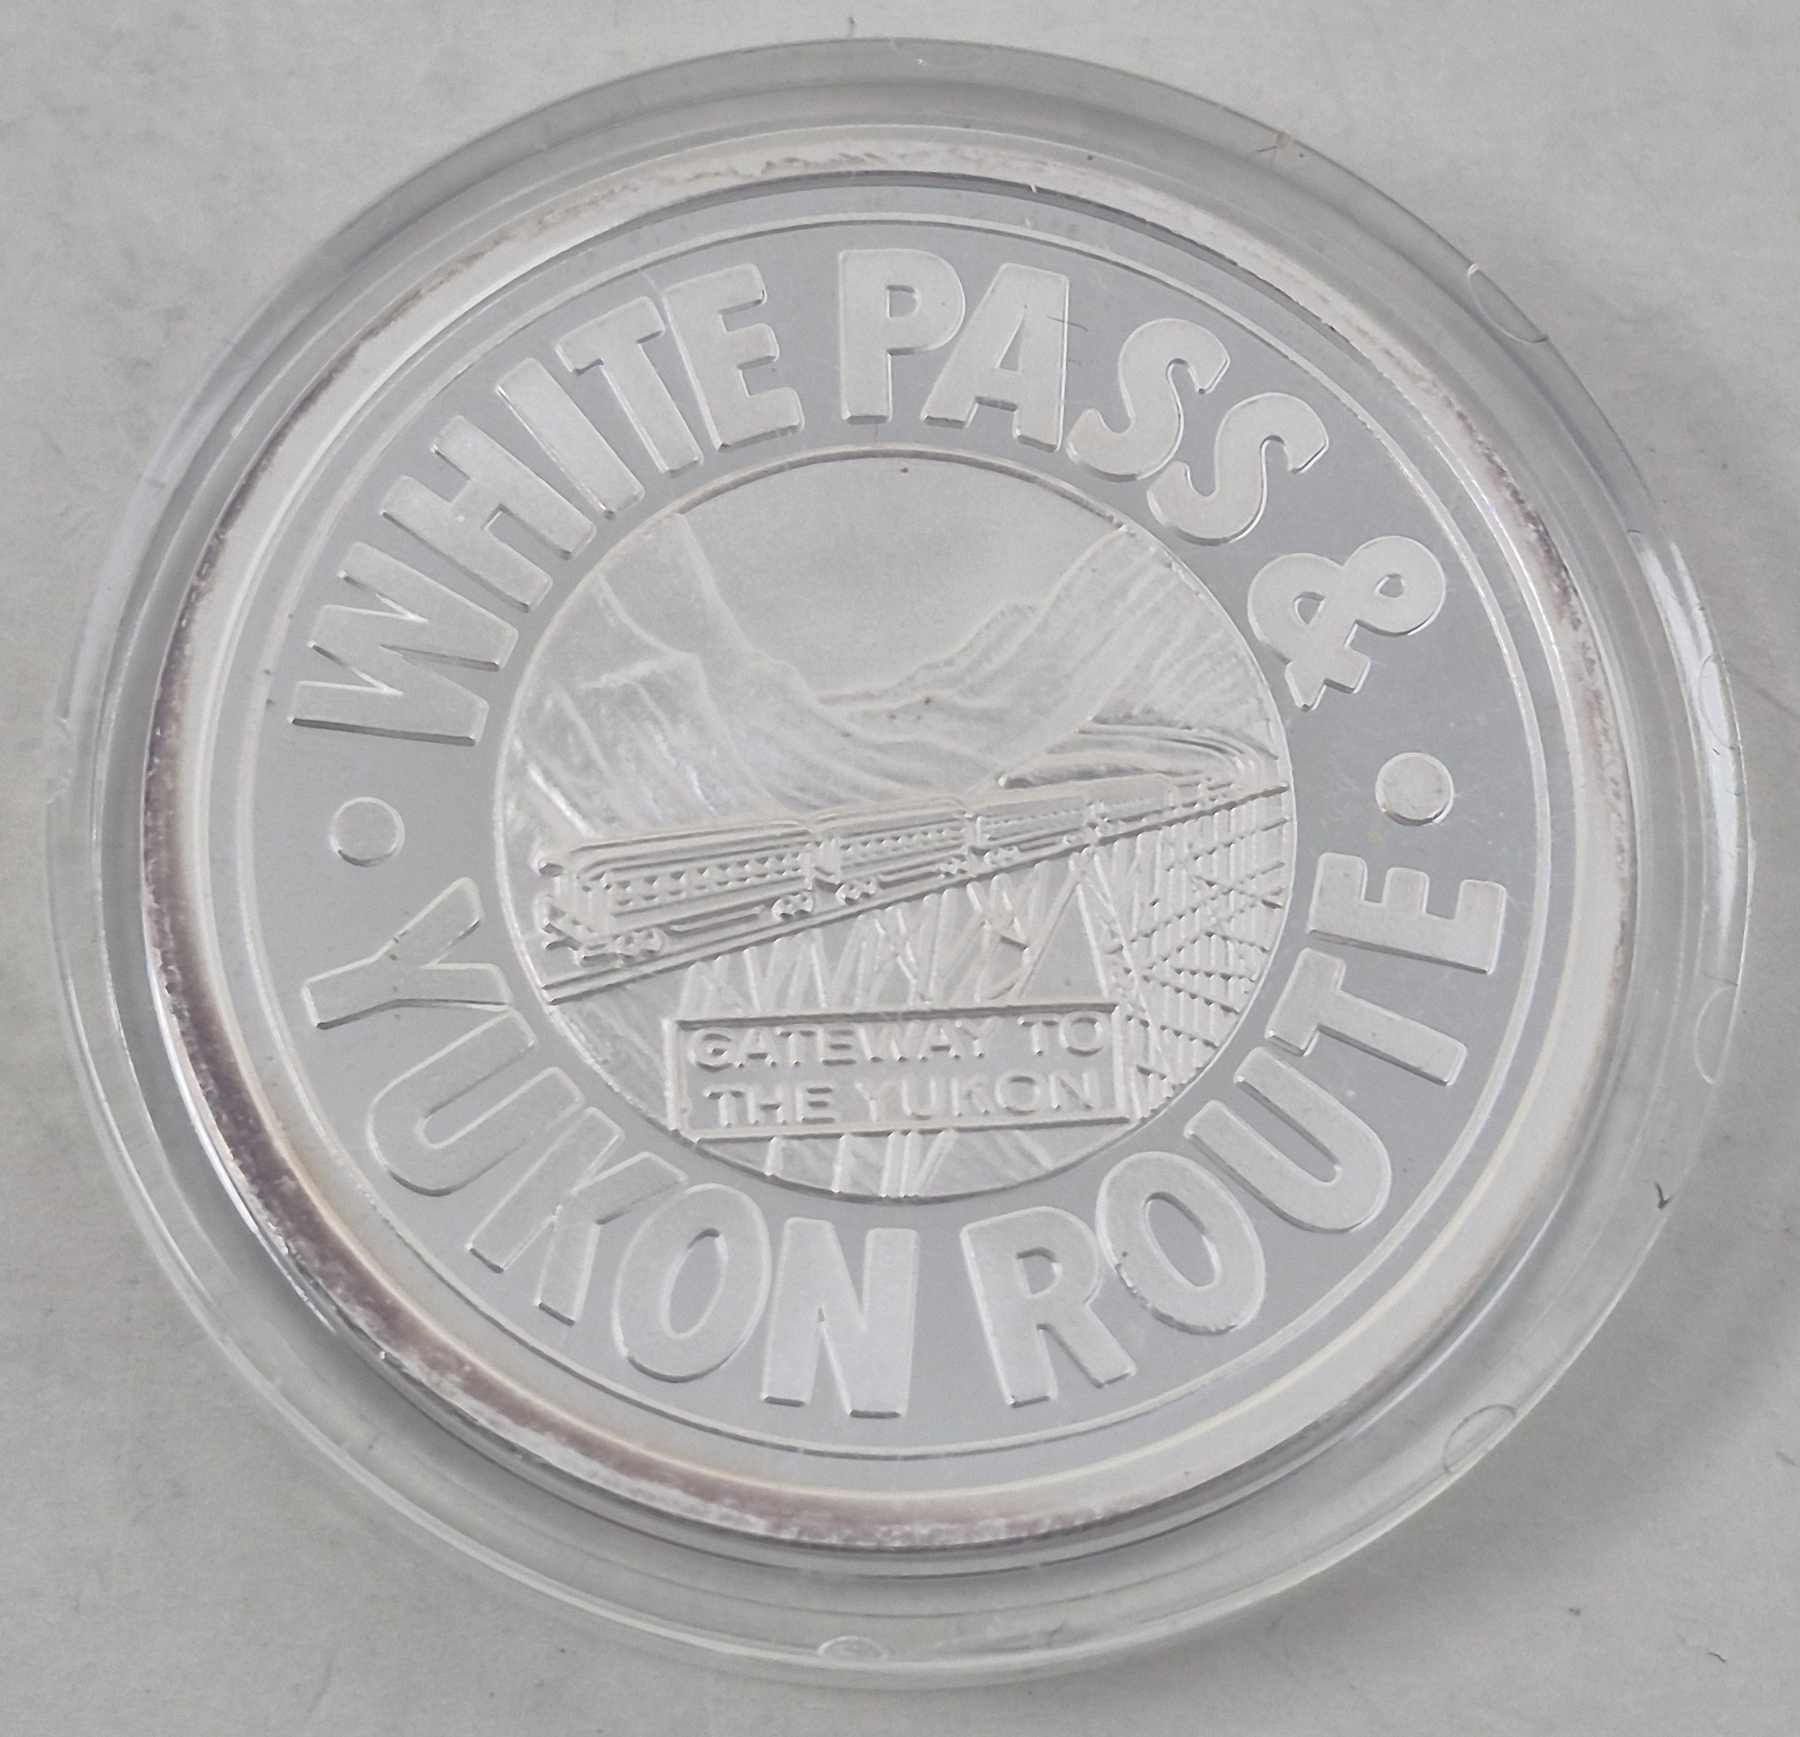 WHITE PASS &
YUKON ROUTE
GATEWAY TO
THE YUKON